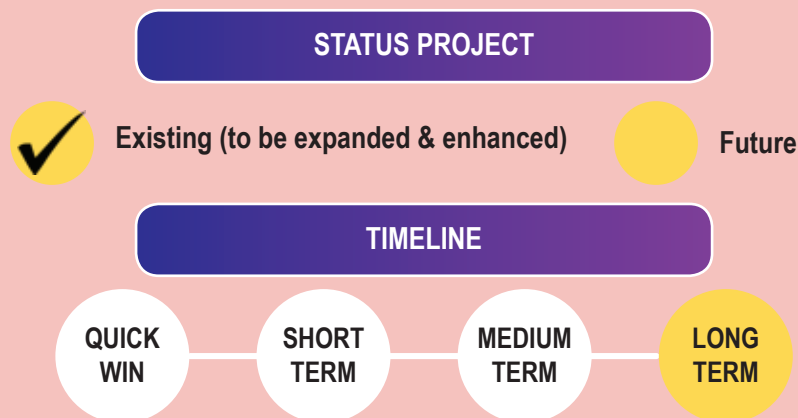 STATUS PROJECT
Existing (to be expanded & enhanced)
Future
TIMELINE
QUICK
WIN
SHORT
TERM
MEDIUM
TERM
LONG
TERM